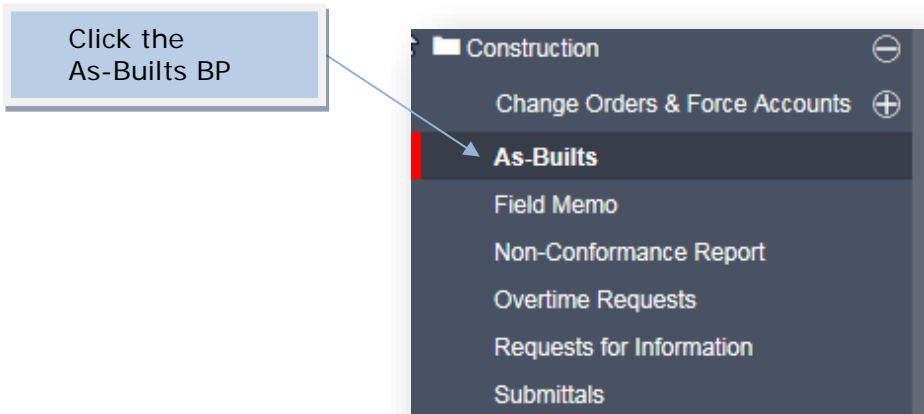 Click the
As-Builts BP
Construction
Change Orders & Force Accounts
As-Builts
Field Memo
Non-Conformance Report
Overtime Requests
Requests for Information
Submittals